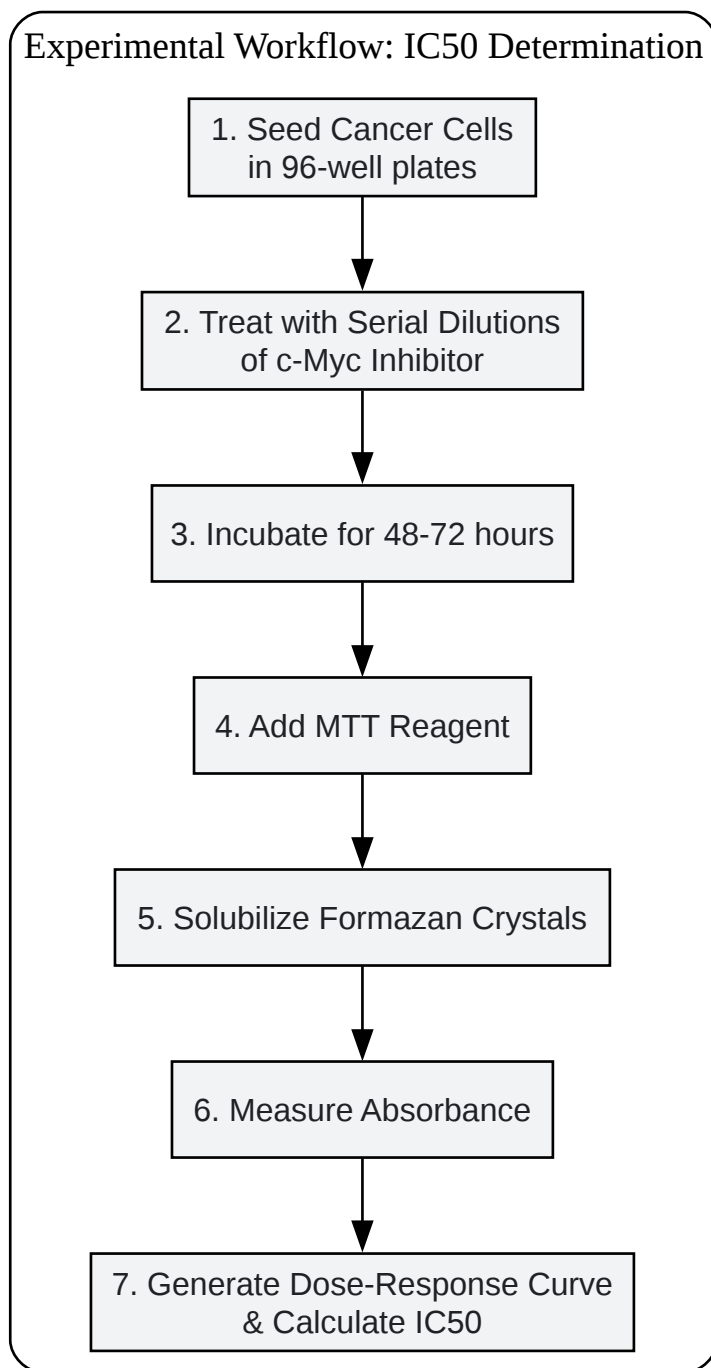 Experimental Workflow: IC50 Determination
1. Seed Cancer Cells
in 96-well plates
2. Treat with Serial Dilutions
of c-Myc Inhibitor
3. Incubate for 48-72 hours
4. Add MTT Reagent
5. Solubilize Formazan Crystals
6. Measure Absorbance
7. Generate Dose-Response Curve
& Calculate IC50